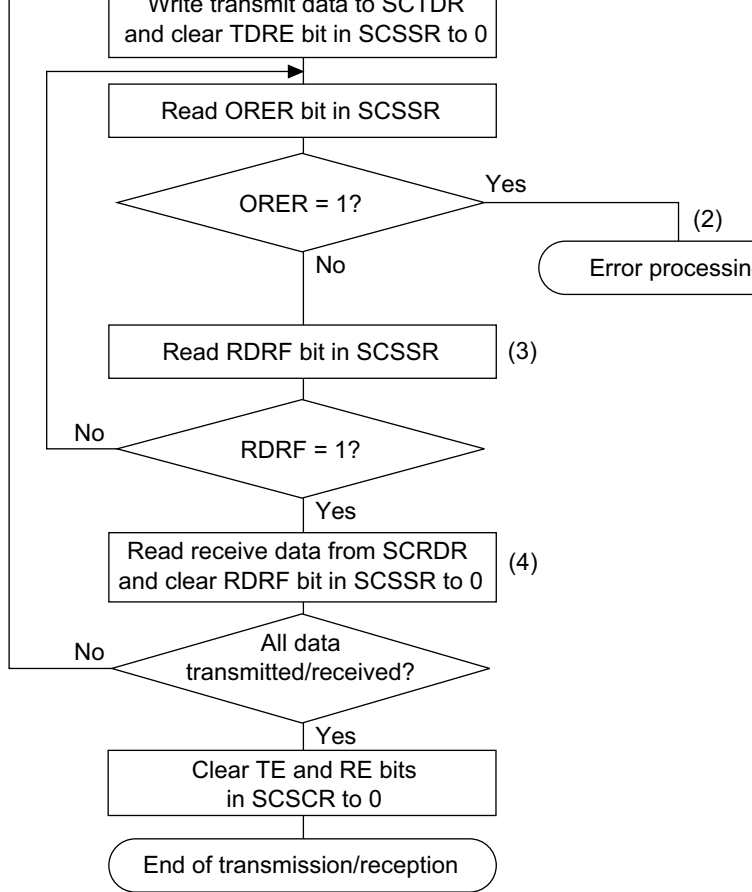 Write transmit data to SCTDR
and clear TDRE bit in SCSSR to 0
Read ORER bit in SCSSR
ORER = 1?
Yes
(2)
No
Error processin
Read RDRF bit in SCSSR
(3)
No
RDRF = 1?
Yes
Read receive data from SCRDR
and clear RDRF bit in SCSSR to 0
(4)
No
All data
transmitted/received?
Yes
Clear TE and RE bits
in SCSCR to 0
End of transmission/reception